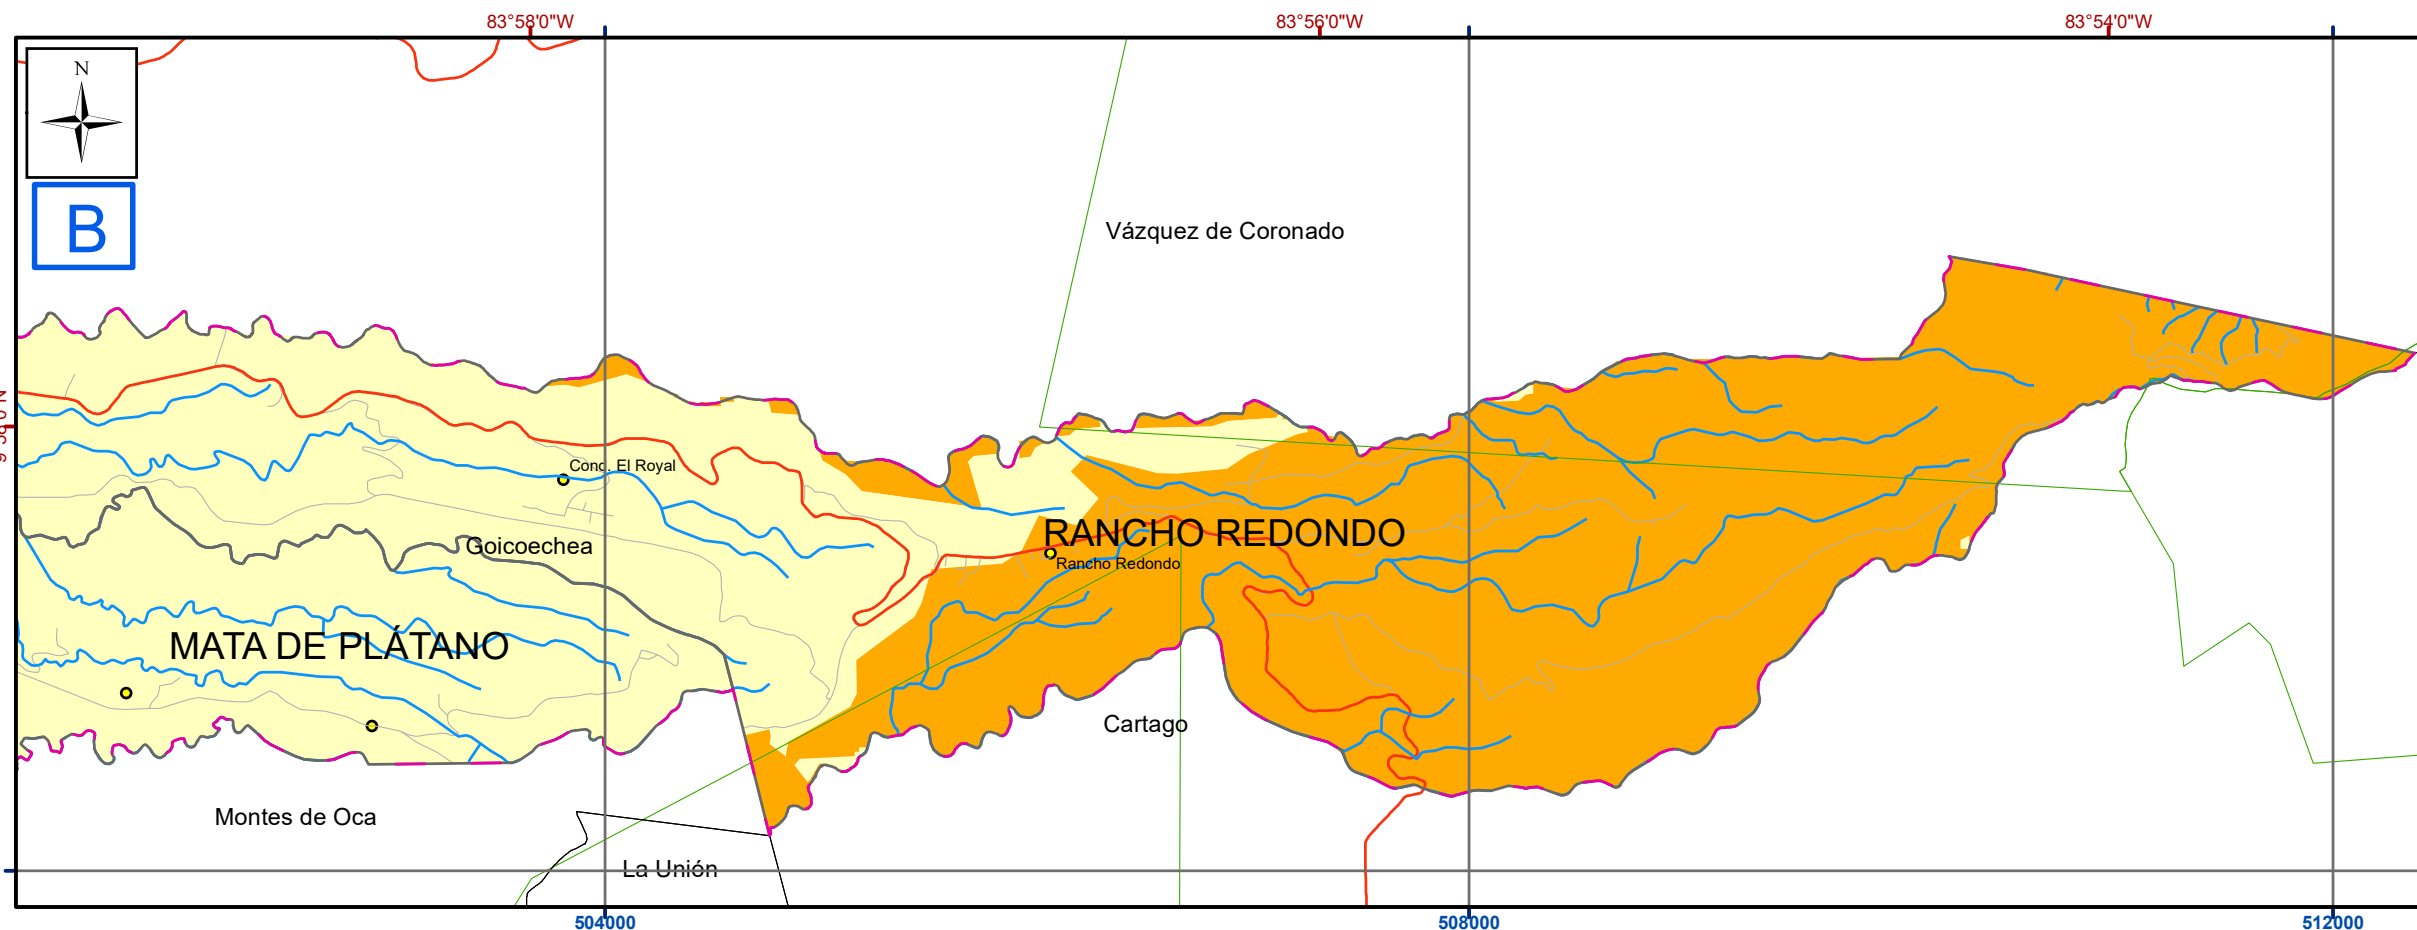 83°58'0"W
83°56'0"W
83°54'0"W
N
B
Vázquez de Coronado
Cond. El Royal
RANCHO REDONDO
Goicoechea
Rancho Redondo
MATA DE PLÁTANO
Cartago
Montes de Oca
La Unión
504000
508000
512000